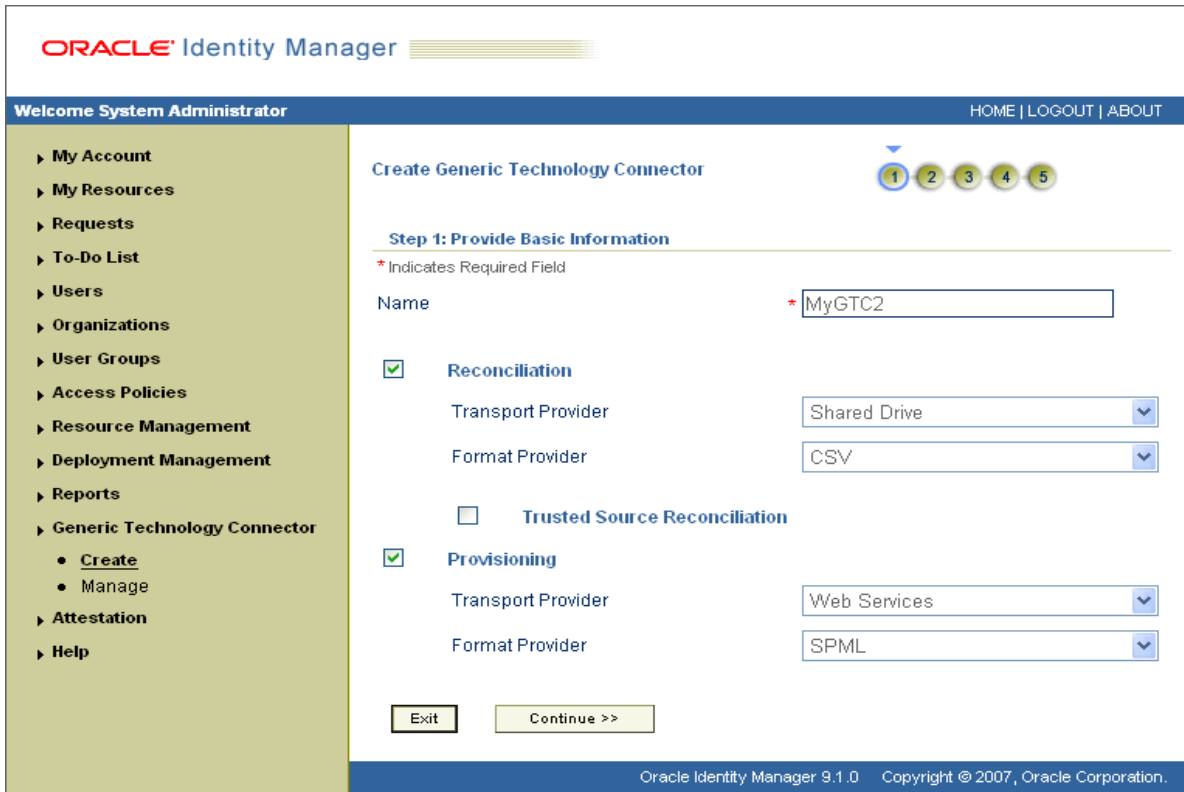 ORACLE Identity Manager
Welcome System Administrator HOME | LOGOUT | ABOUT
My Account
My Resources
Requests
To-Do List
Users
Organizations
User Groups
Access Policies
Resource Management
Deployment Management
Reports
Generic Technology Connector
Create
Manage
Attestation
Help
Create Generic Technology Connector
1 2 3 4 5
Step 1: Provide Basic Information
* Indicates Required Field
Name * MyGTC2
Reconciliation
Transport Provider Shared Drive
Format Provider CSV
Trusted Source Reconciliation
Provisioning
Transport Provider Web Services
Format Provider SPML
Exit Continue >>
Oracle Identity Manager 9.1.0 Copyright © 2007, Oracle Corporation.